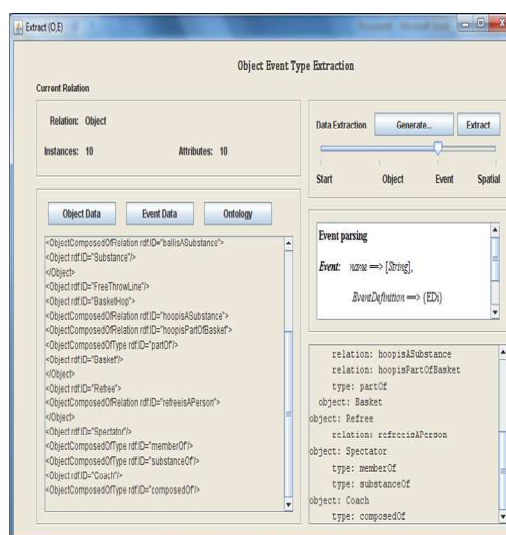 Extract (O,E)
Object Event Type Extraction
Current Relation
Relation: Object
Instances: 10 Attributes: 10
Data Extraction Generate... Extract
Start Object Event Spatial
Object Data Event Data Ontology
<ObjectComposedOfRelation rdf:ID="ballisASubstance"/>
<Object rdf:ID="Substance"/>
</Object>
<Object rdf:ID="FreeThrowLine"/>
<Object rdf:ID="BasketHop"/>
<ObjectComposedOfRelation rdf:ID="hoopisASubstance"/>
<ObjectComposedOfRelation rdf:ID="hoopisPartOfBasket"/>
<ObjectComposedOfType rdf:ID="partOf"/>
<Object rdf:ID="Basket"/>
</Object>
<Object rdf:ID="Refree"/>
<ObjectComposedOfRelation rdf:ID="refreeisAPerson"/>
</Object>
<Object rdf:ID="Spectator"/>
<ObjectComposedOfType rdf:ID="memberOf"/>
<ObjectComposedOfType rdf:ID="substanceOf"/>
<Object rdf:ID="Coach"/>
<ObjectComposedOfType rdf:ID="composedOf"/>
Event parsing
Event: name ==> [String],
EventDefinition ==> (EDi)
relation: hoopisASubstance
relation: hoopisPartOfBasket
type: partOf
object: Basket
object: Refree
relation: refreeisAPerson
object: Spectator
type: memberOf
type: substanceOf
object: Coach
type: composedOf